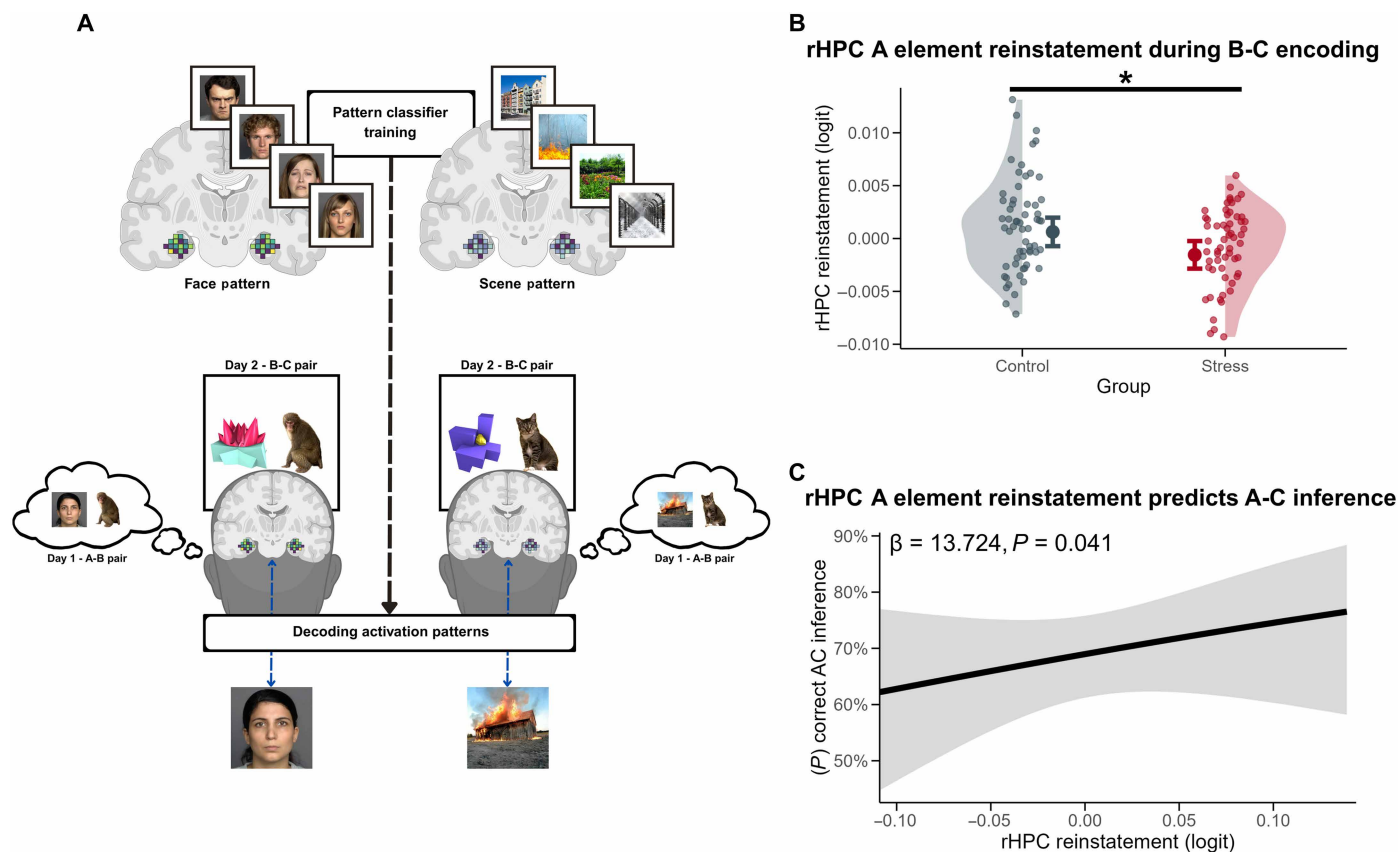 A
Pattern classifier
training
Face pattern
Scene pattern
Day 2 - B-C pair
Day 2 - B-C pair
Day 1 - A-B pair
Day 1 - A-B pair
Decoding activation patterns
B
rHPC A element reinstatement during B-C encoding
*
rHPC reinstatement (logit)
0.010
0.005
0.000
−0.005
−0.010
Control
Stress
Group
C
rHPC A element reinstatement predicts A-C inference
β = 13.724, P = 0.041
(P) correct AC inference
90%
80%
70%
60%
50%
−0.10
−0.05
0.00
0.05
0.10
rHPC reinstatement (logit)